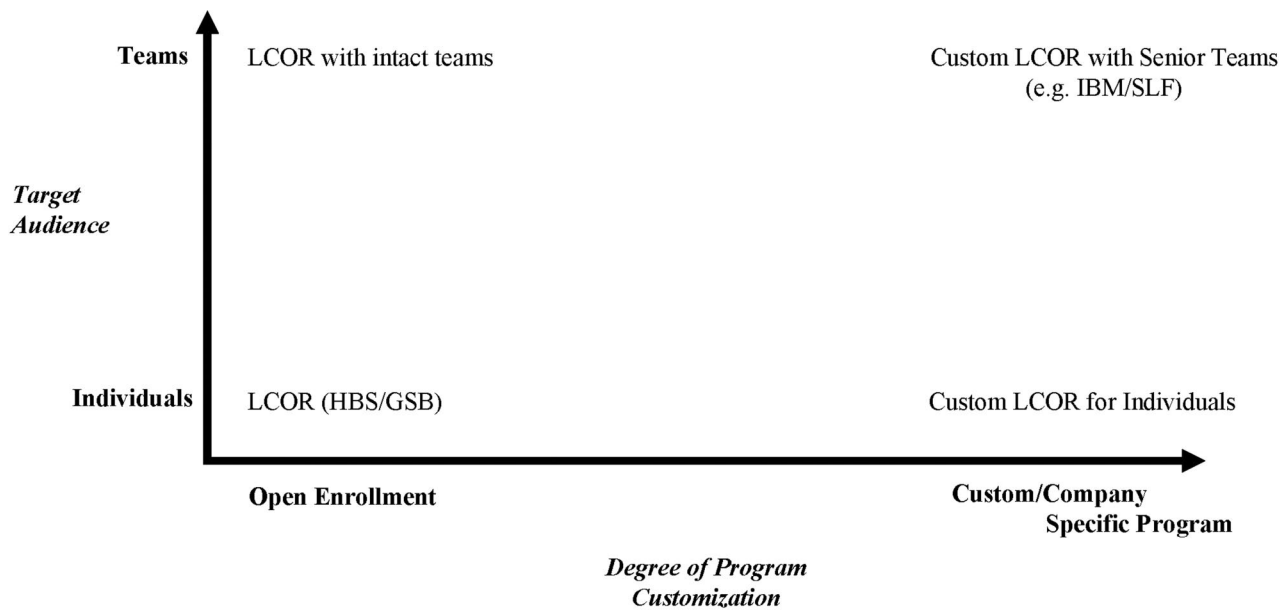 Teams
LCOR with intact teams
Custom LCOR with Senior Teams
(e.g. IBM/SLF)
Target
Audience
Individuals
LCOR (HBS/GSB)
Custom LCOR for Individuals
Open Enrollment
Custom/Company
Specific Program
Degree of Program
Customization